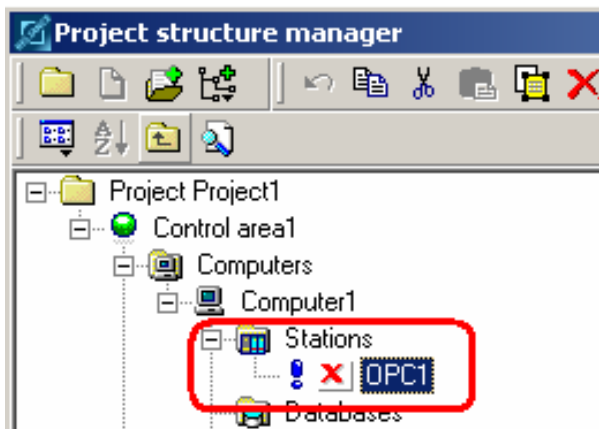 Project structure manager
Project Project1
Control area1
Computers
Computer1
Stations
OPC1
Databases